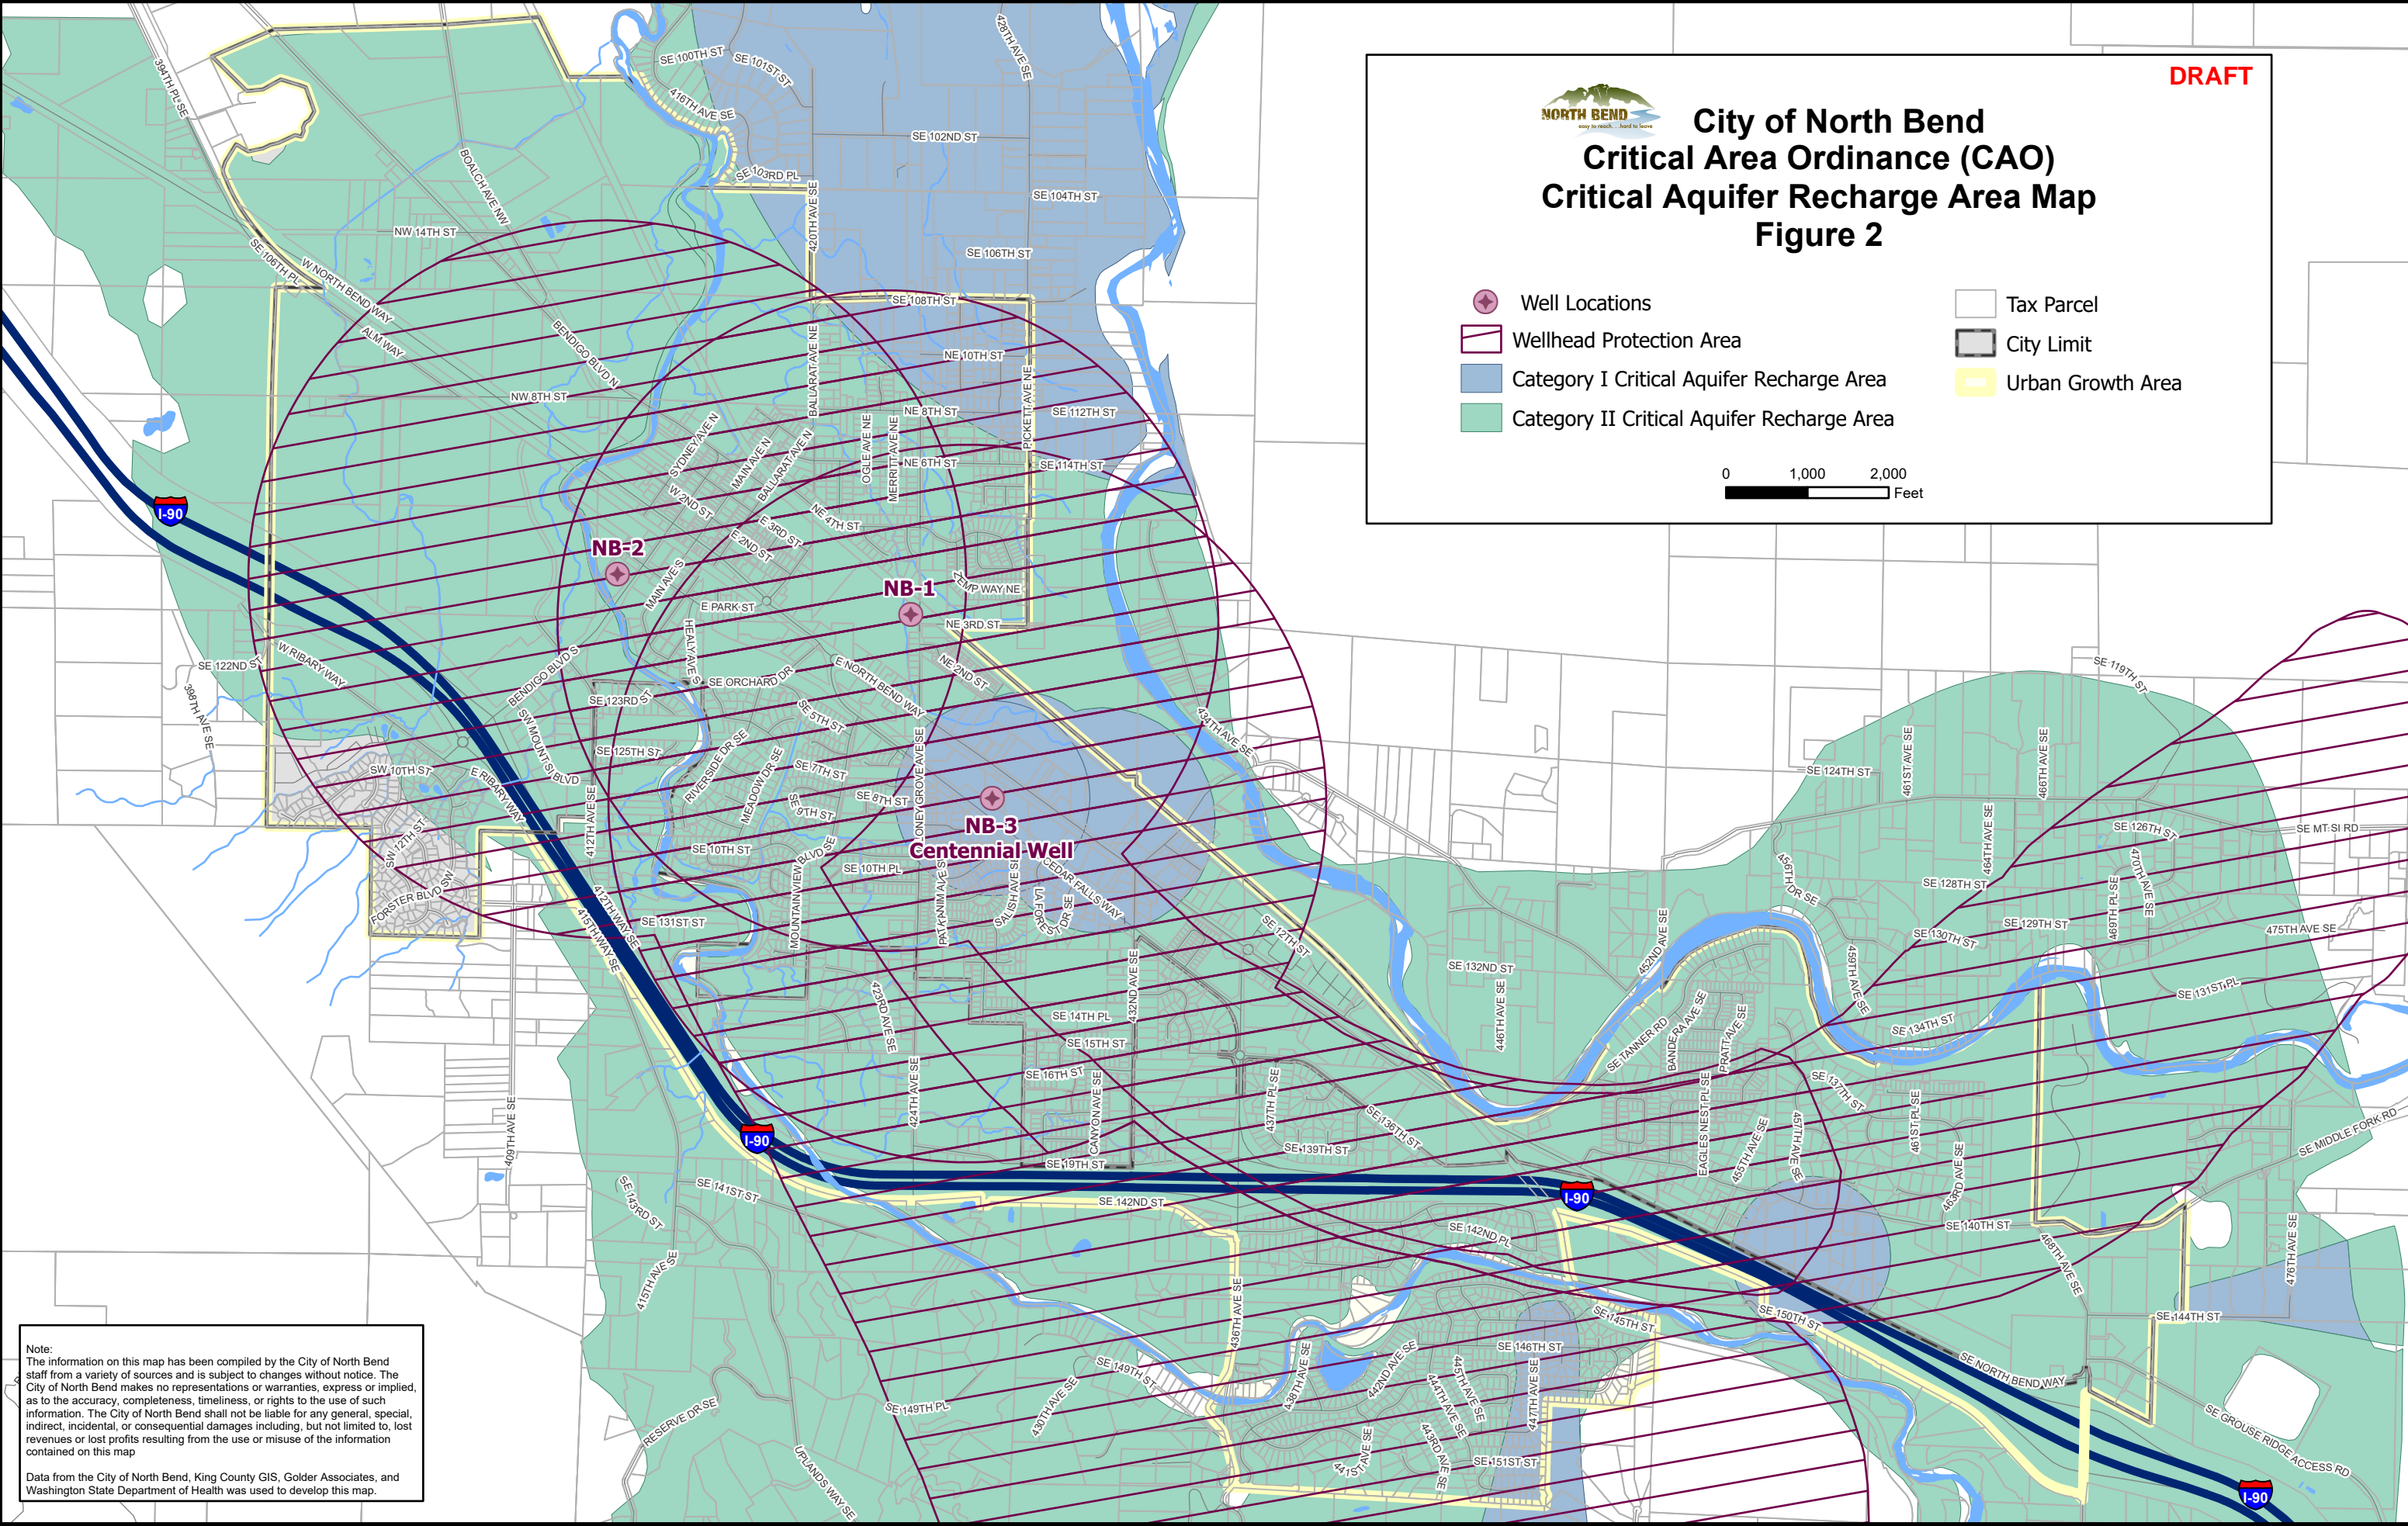 DRAFT
NORTH BEND
easy to reach. . .hard to leave
City of North Bend
Critical Area Ordinance (CAO)
Critical Aquifer Recharge Area Map
Figure 2
Well Locations
Wellhead Protection Area
Category I Critical Aquifer Recharge Area
Category II Critical Aquifer Recharge Area
Tax Parcel
City Limit
Urban Growth Area
0 1,000 2,000
Feet
394TH PL SE
SE 100TH ST
SE 101ST ST
428TH AVE SE
416TH AVE SE
SE 102ND ST
BOALCH AVE NW
SE 103RD PL
SE 104TH ST
420TH AVE SE
NW 14TH ST
SE 106TH PL
SE 106TH ST
W NORTH BEND WAY
SE 108TH ST
ALM WAY
BENDIGO BLVD N
BALLARAT AVE NE
NE 10TH ST
PICKETT AVE NE
NW 8TH ST
NE 8TH ST
SE 112TH ST
SYDNEY AVE N
MAIN AVE N
BALLARAT AVE N
OGLE AVE NE
MERRITT AVE NE
NE 6TH ST
SE 114TH ST
W 2ND ST
NE 4TH ST
E 3RD ST
E 2ND ST
I-90
NB-2
MAIN AVE S
NB-1
ZEMP WAY NE
E PARK ST
NE 3RD ST
HEALY AVE S
SE 122ND ST
W RIBARY WAY
398TH AVE SE
BENDIGO BLVD S
SE ORCHARD DR
E NORTH BEND WAY
NE 2ND ST
SE 123RD ST
SE 5TH ST
SW MOUNT SI BLVD
SE 125TH ST
RIVERSIDE DR SE
MEADOW DR SE
SE 7TH ST
434TH AVE SE
SE 119TH ST
SW 10TH ST
E RIBARY WAY
SE 8TH ST
SE 9TH ST
LONEY GROVE AVE SE
NB-3
Centennial Well
SE 124TH ST
461ST AVE SE
466TH AVE SE
464TH AVE SE
SE 126TH ST
SE MT SI RD
412TH AVE SE
SW 12TH ST
SE 10TH ST
MOUNTAINVIEW BLVD SE
SE 10TH PL
CEDAR FALLS WAY
FORSTER BLVD SW
SALISH AVE SE
LA FOREST DR SE
456TH DR SE
SE 128TH ST
470TH AVE SE
469TH PL SE
412TH WAY SE
415TH WAY SE
SE 131ST ST
SE 12TH ST
452ND AVE SE
SE 129TH ST
SE 130TH ST
475TH AVE SE
432ND AVE SE
SE 132ND ST
459TH AVE SE
SE 131ST PL
423RD AVE SE
SE 14TH PL
446TH AVE SE
SE TANNER RD
BANDERA AVE SE
PRATT AVE SE
SE 134TH ST
SE 15TH ST
SE 16TH ST
CANYON AVE SE
424TH AVE SE
437TH PL SE
SE 136TH ST
SE 137TH ST
SE MIDDLE FORK RD
409TH AVE SE
I-90
SE 139TH ST
SE 19TH ST
EAGLES NEST PL SE
455TH AVE SE
457TH AVE SE
461ST PL SE
463RD AVE SE
SE 141ST ST
SE 143RD ST
SE 142ND ST
I-90
SE 142ND PL
SE 140TH ST
468TH AVE SE
476TH AVE SE
415TH AVE SE
436TH AVE SE
SE 145TH ST
SE 150TH ST
SE 144TH ST
SE 146TH ST
SE 149TH ST
438TH AVE SE
442ND AVE SE
445TH AVE SE
444TH AVE SE
447TH AVE SE
SE NORTH BEND WAY
430TH AVE SE
SE 149TH PL
RESERVE DR SE
UPLANDS WAY SE
441ST AVE SE
443RD AVE SE
SE 151ST ST
SE GROUSE RIDGE ACCESS RD
I-90
Note:
The information on this map has been compiled by the City of North Bend
staff from a variety of sources and is subject to changes without notice. The
City of North Bend makes no representations or warranties, express or implied,
as to the accuracy, completeness, timeliness, or rights to the use of such
information. The City of North Bend shall not be liable for any general, special,
indirect, incidental, or consequential damages including, but not limited to, lost
revenues or lost profits resulting from the use or misuse of the information
contained on this map
Data from the City of North Bend, King County GIS, Golder Associates, and
Washington State Department of Health was used to develop this map.